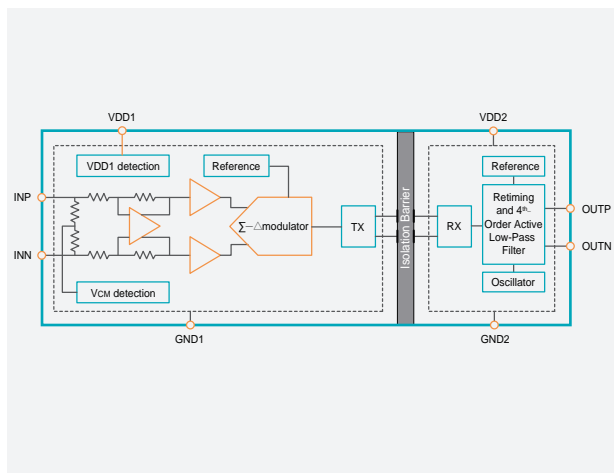 VDD1
VDD2
VDD1 detection
Reference
Reference
INP
INN
∑−△modulator
TX
Isolation Barrier
RX
Retiming
and 4th-
Order Active
Low-Pass
Filter
OUTP
OUTN
VCM detection
Oscillator
GND1
GND2